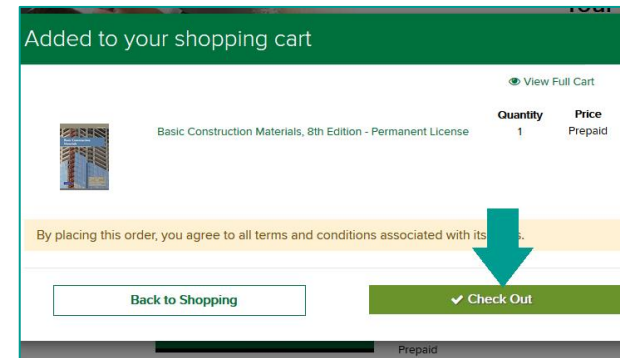 Added to your shopping cart
View Full Cart
Quantity Price
Basic Construction Materials, 8th Edition - Permanent License 1 Prepaid
By placing this order, you agree to all terms and conditions associated with its
Back to Shopping
Check Out
Prepaid